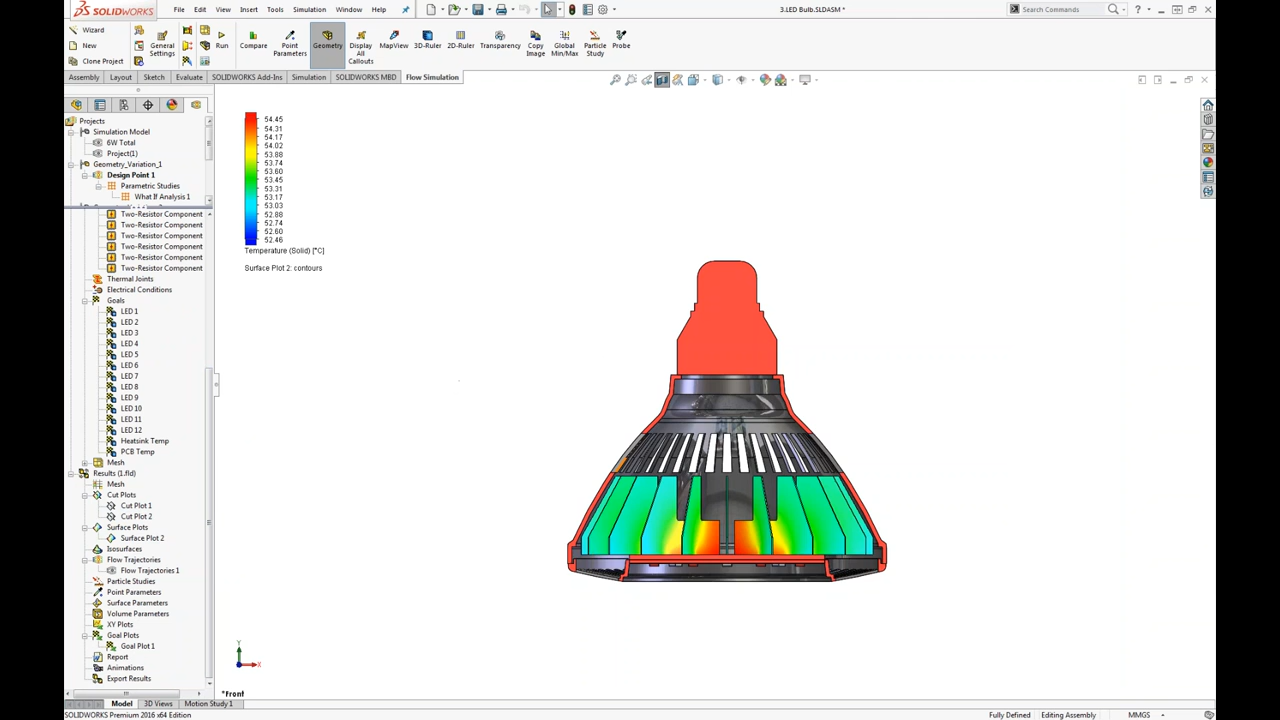 SOLIDWORKS
File Edit View Insert Tools Simulation Window Help
3.LED Bulb.SLDASM *
Search Commands
Wizard
New
Clone Project
General Settings
Run
Compare
Point Parameters
Geometry
Display All Callouts
MapView
3D-Ruler
2D-Ruler
Transparency
Copy Image
Global Min/Max
Particle Study
Probe
Assembly Layout Sketch Evaluate SOLIDWORKS Add-Ins Simulation SOLIDWORKS MBD Flow Simulation
Projects
Simulation Model
6W Total
Project(1)
Geometry_Variation_1
Design Point 1
Parametric Studies
What If Analysis 1
Two-Resistor Component
Two-Resistor Component
Two-Resistor Component
Two-Resistor Component
Two-Resistor Component
Two-Resistor Component
Thermal Joints
Electrical Conditions
Goals
LED 1
LED 2
LED 3
LED 4
LED 5
LED 6
LED 7
LED 8
LED 9
LED 10
LED 11
LED 12
Heatsink Temp
PCB Temp
Mesh
Results (1.fld)
Mesh
Cut Plots
Cut Plot 1
Cut Plot 2
Surface Plots
Surface Plot 2
Isosurfaces
Flow Trajectories
Flow Trajectories 1
Particle Studies
Point Parameters
Surface Parameters
Volume Parameters
XY Plots
Goal Plots
Goal Plot 1
Report
Animations
Export Results
54.45
54.31
54.17
54.02
53.88
53.74
53.60
53.45
53.31
53.17
53.03
52.88
52.74
52.60
52.46
Temperature (Solid) [°C]
Surface Plot 2: contours
Y
X
*Front
Model 3D Views Motion Study 1
SOLIDWORKS Premium 2016 x64 Edition
Fully Defined Editing Assembly MMGS